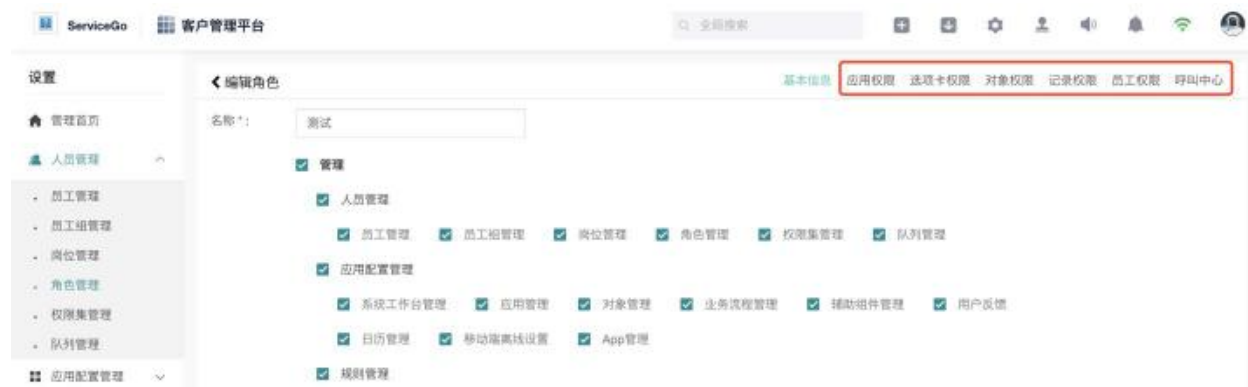 ServiceGo 客户管理平台 全局搜索
设置
编辑角色 基本信息 应用权限 选项卡权限 对象权限 记录权限 员工权限 呼叫中心
管理首页
名称*: 测试
人员管理
管理
人员管理
员工管理
员工管理 员工组管理 岗位管理 角色管理 权限集管理 队列管理
员工组管理
岗位管理
应用配置管理
角色管理
系统工作台管理 应用管理 对象管理 业务流程管理 辅助组件管理 用户反馈
权限集管理
队列管理
日历管理 移动端离线设置 App管理
应用配置管理
规则管理